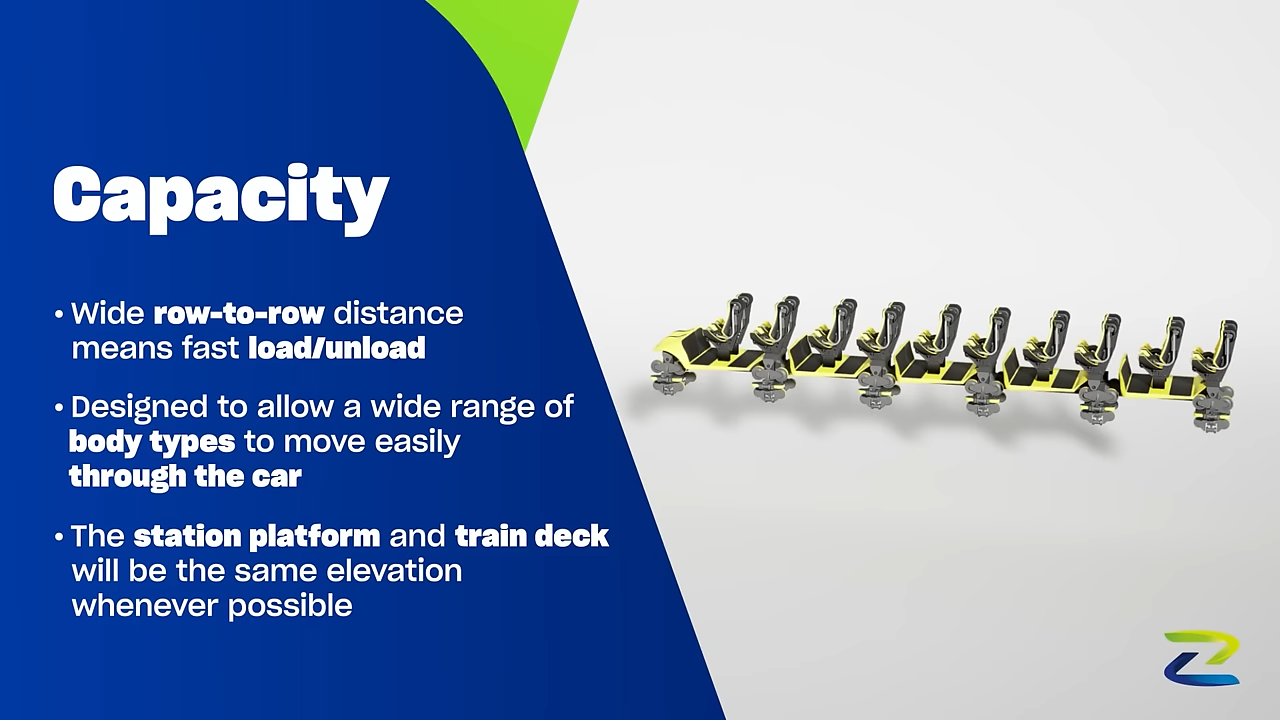 Capacity
• Wide row-to-row distance
means fast load/unload
• Designed to allow a wide range of
body types to move easily
through the car
• The station platform and train deck
will be the same elevation
whenever possible